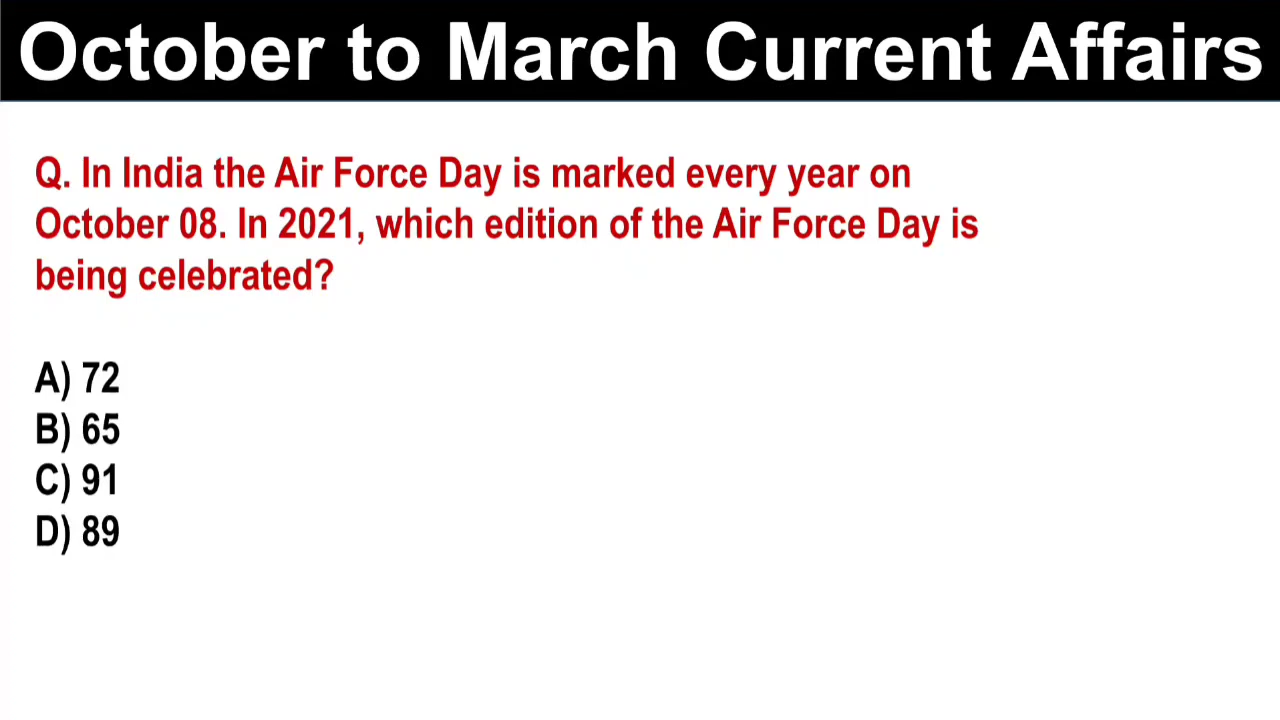 October to March Current Affairs
Q. In India the Air Force Day is marked every year on
October 08. In 2021, which edition of the Air Force Day is
being celebrated?
A) 72
B) 65
C) 91
D) 89